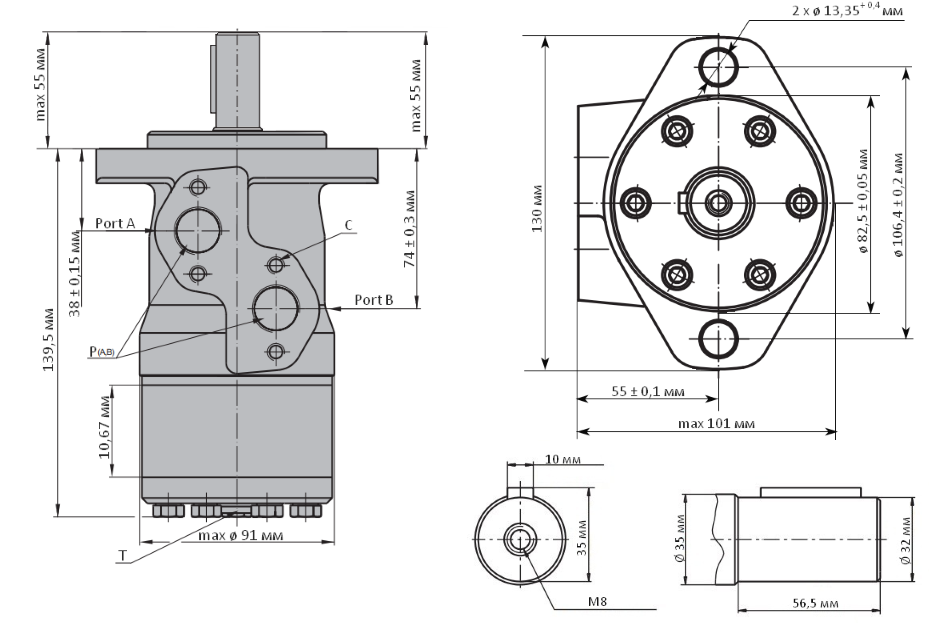 max 55 мм
max 55 мм
Port A
38 ± 0,15 мм
C
74 ± 0,3 мм
Port B
P(A,B)
139,5 мм
10,67 мм
max ø 91 мм
T
2 x ø 13,35+ 0,4 мм
130 мм
ø 82,5 ± 0,05 мм
ø 106,4 ± 0,2 мм
55 ± 0,1 мм
max 101 мм
10 мм
35 мм
M8
Ø 35 мм
Ø 32 мм
56,5 мм